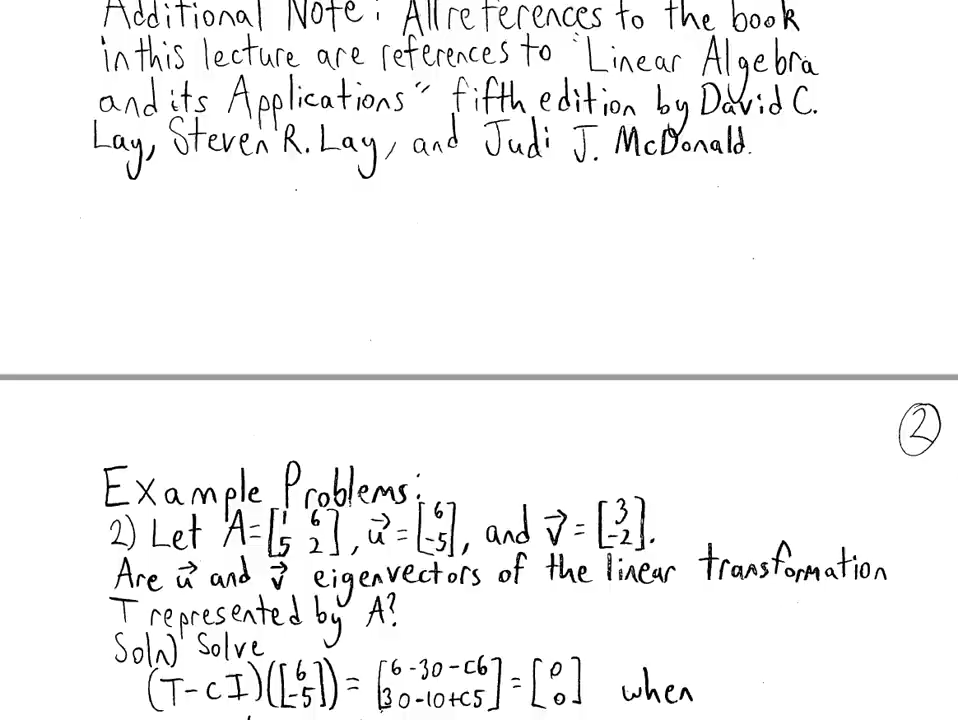 Additional Note: All references to the book
in this lecture are references to "Linear Algebra
and its Applications" fifth edition by David C.
Lay, Steven R. Lay, and Judi J. McDonald.
2
Example Problems:
2) Let A=[1 6; 5 2], u⃗=[6; -5], and v⃗=[3; -2].
Are u⃗ and v⃗ eigenvectors of the linear transformation
T represented by A?
Soln) Solve
(T-cI)([6; -5]) = [6-30-c6; 30-10+c5] = [0; 0] when